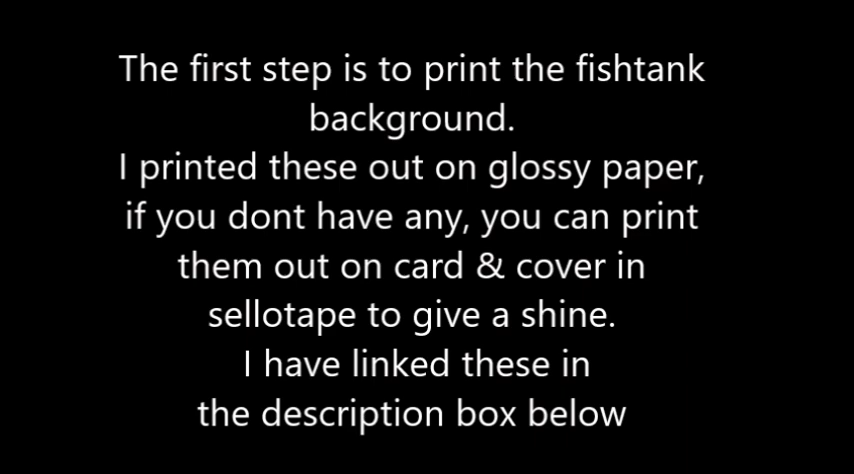 The first step is to print the fishtank
background.
I printed these out on glossy paper,
if you dont have any, you can print
them out on card & cover in
sellotape to give a shine.
I have linked these in
the description box below